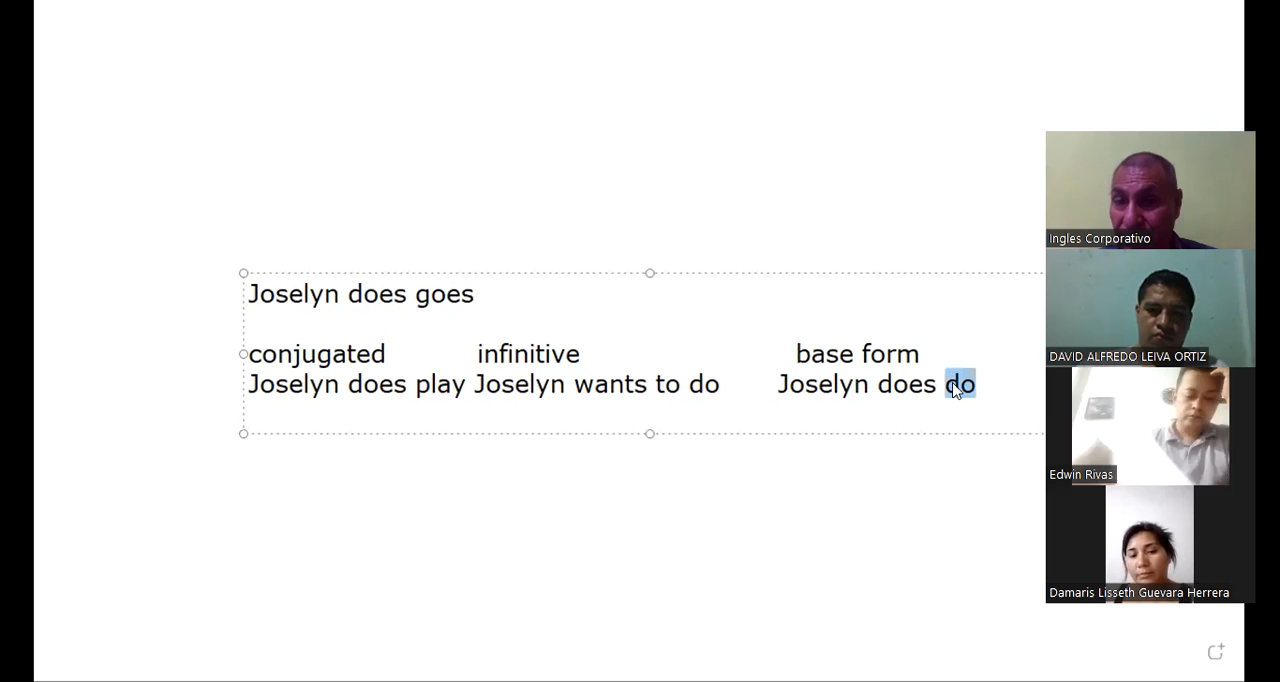 Joselyn does goes
conjugated infinitive base form
Joselyn does play Joselyn wants to do Joselyn does do
Ingles Corporativo
DAVID ALFREDO LEIVA ORTIZ
Edwin Rivas
Damaris Lisseth Guevara Herrera